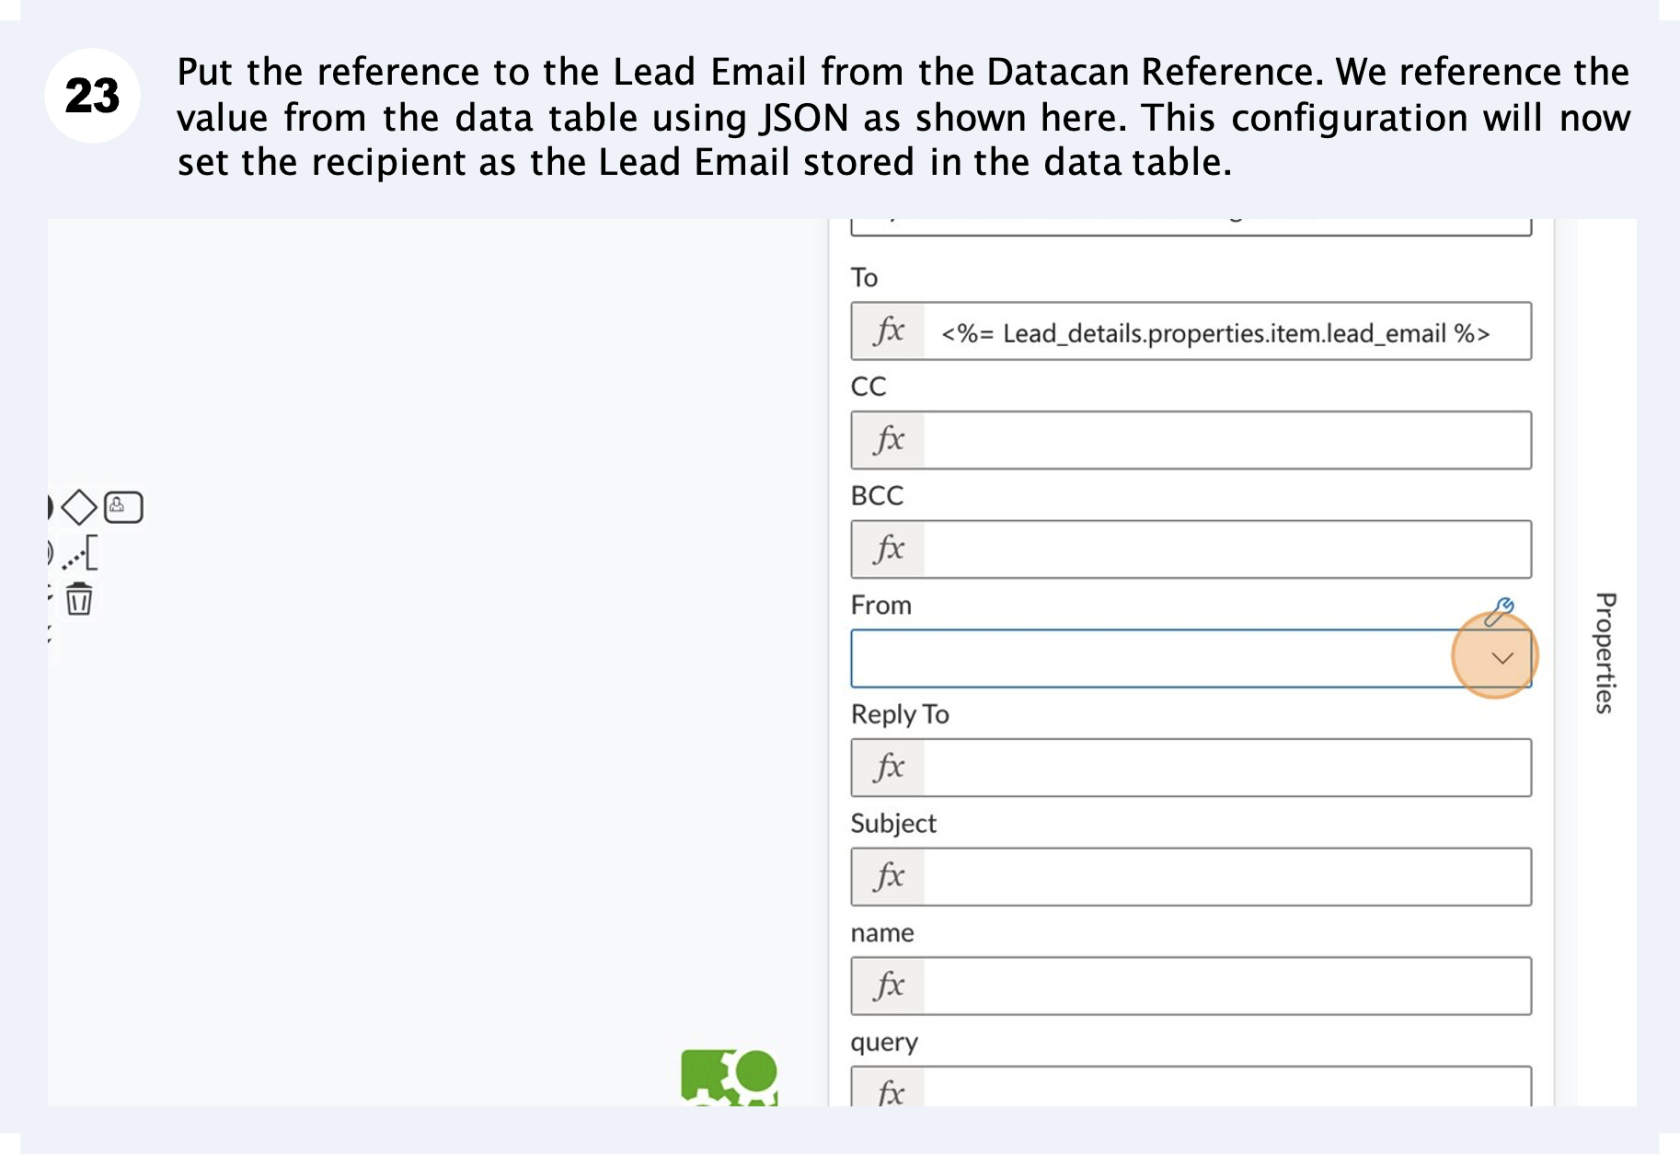 23
Put the reference to the Lead Email from the Datacan Reference. We reference the
value from the data table using JSON as shown here. This configuration will now
set the recipient as the Lead Email stored in the data table.
To
fx <%= Lead_details.properties.item.lead_email %>
CC
fx
BCC
fx
From
Reply To
fx
Subject
fx
name
fx
query
fx
Properties